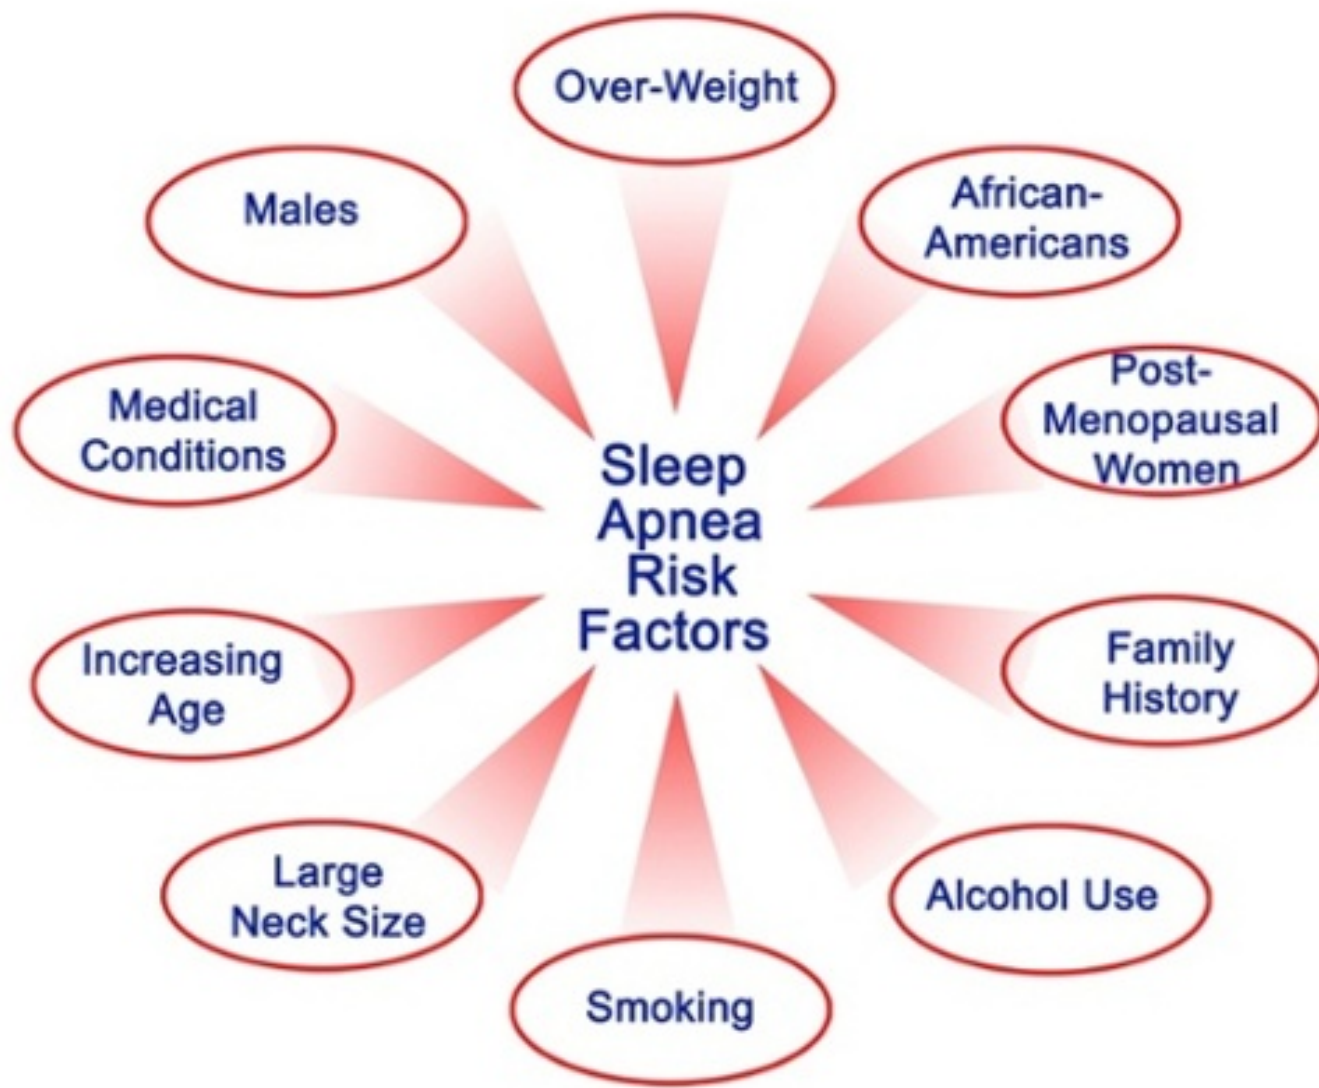 Over-Weight
Males
African-
Americans
Medical
Conditions
Post-
Menopausal
Women
Sleep
Apnea
Risk
Factors
Increasing
Age
Family
History
Large
Neck Size
Alcohol Use
Smoking